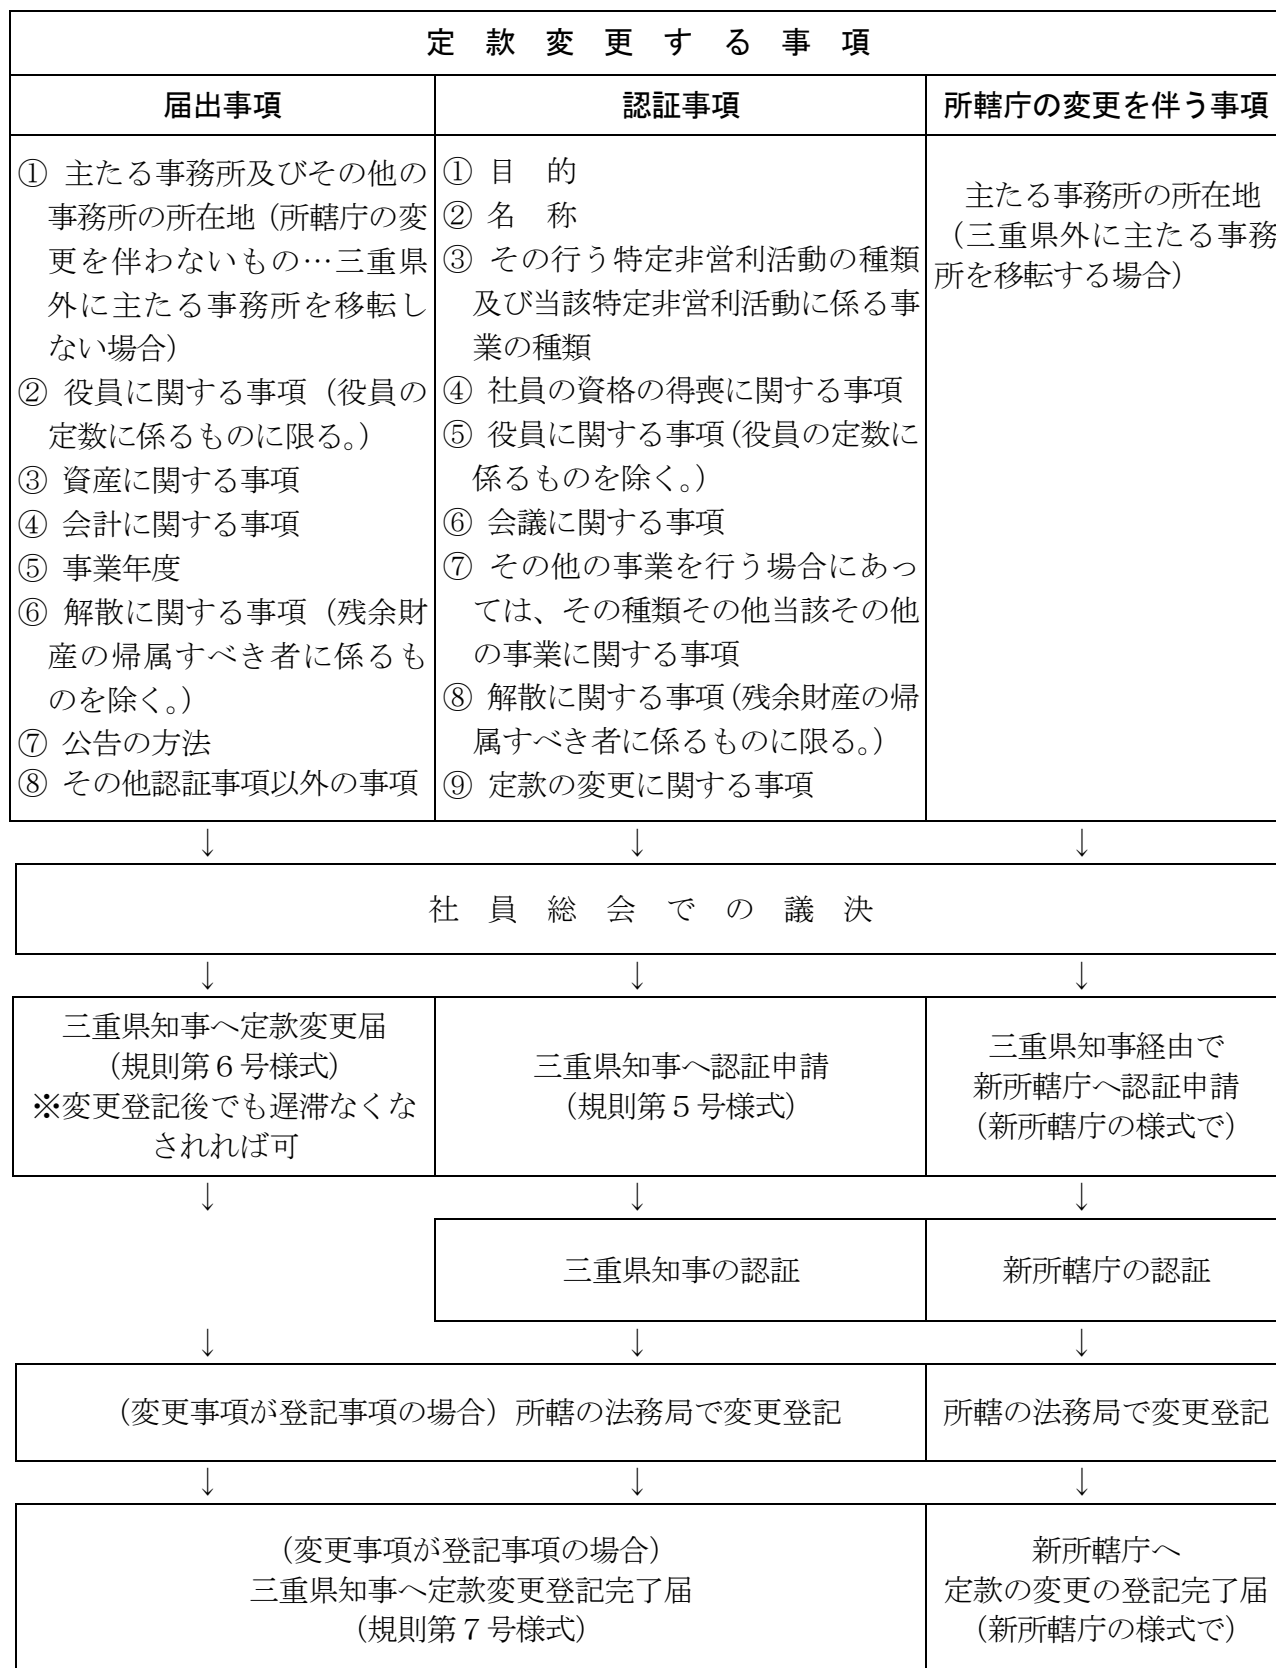 定款変更する事項
届出事項
認証事項
所轄庁の変更を伴う事項
① 主たる事務所及びその他の
事務所の所在地（所轄庁の変
更を伴わないもの…三重県
外に主たる事務所を移転し
ない場合）
② 役員に関する事項（役員の
定数に係るものに限る。）
③ 資産に関する事項
④ 会計に関する事項
⑤ 事業年度
⑥ 解散に関する事項（残余財
産の帰属すべき者に係るも
のを除く。）
⑦ 公告の方法
⑧ その他認証事項以外の事項
① 目　的
② 名　称
③ その行う特定非営利活動の種類
及び当該特定非営利活動に係る事
業の種類
④ 社員の資格の得喪に関する事項
⑤ 役員に関する事項（役員の定数に
係るものを除く。）
⑥ 会議に関する事項
⑦ その他の事業を行う場合にあっ
ては、その種類その他当該その他
の事業に関する事項
⑧ 解散に関する事項（残余財産の帰
属すべき者に係るものに限る。）
⑨ 定款の変更に関する事項
主たる事務所の所在地
（三重県外に主たる事務
所を移転する場合）
↓ ↓ ↓
社員総会での議決
↓ ↓ ↓
三重県知事へ定款変更届
（規則第６号様式）
※変更登記後でも遅滞なくな
されれば可
三重県知事へ認証申請
（規則第５号様式）
三重県知事経由で
新所轄庁へ認証申請
（新所轄庁の様式で）
↓ ↓ ↓
三重県知事の認証
新所轄庁の認証
↓ ↓ ↓
（変更事項が登記事項の場合）所轄の法務局で変更登記
所轄の法務局で変更登記
↓ ↓ ↓
（変更事項が登記事項の場合）
三重県知事へ定款変更登記完了届
（規則第７号様式）
新所轄庁へ
定款の変更の登記完了届
（新所轄庁の様式で）